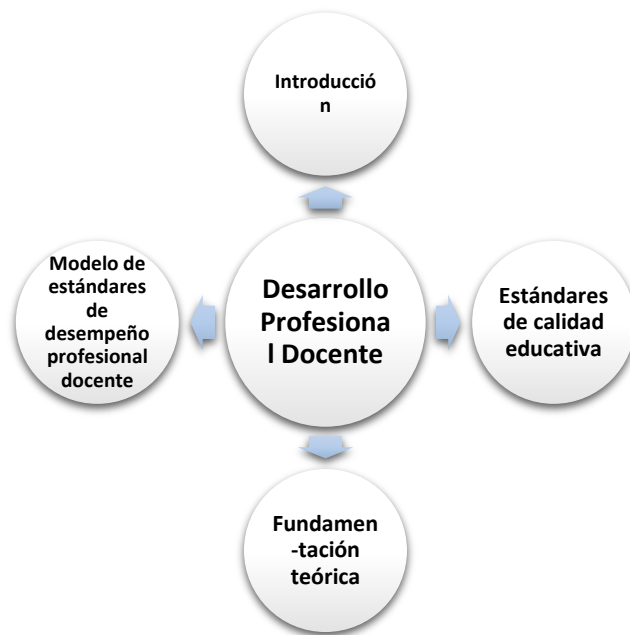 Introducció
n
Modelo de
estándares
de
desempeño
profesional
docente
Desarrollo
Profesiona
l Docente
Estándares
de calidad
educativa
Fundamen
-tación
teórica